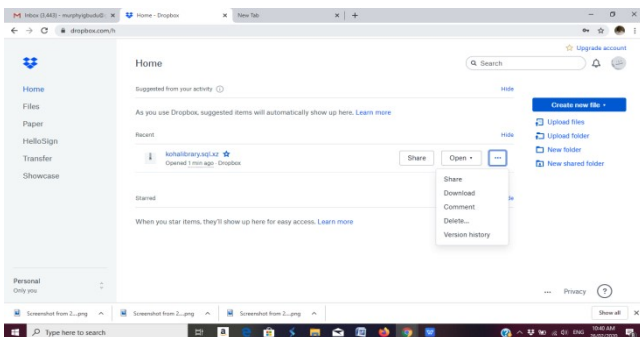 Inbox (3,443) - murphyigbudu@
Home - Dropbox
New Tab
dropbox.com/h
Upgrade account
Home
Search
Home
Files
Paper
HelloSign
Transfer
Showcase
Suggested from your activity
Hide
As you use Dropbox, suggested items will automatically show up here. Learn more
Recent
Hide
kohalibrary.sql.xz
Opened 1 min ago · Dropbox
Share
Open
Share
Download
Comment
Delete...
Version history
Starred
When you star items, they'll show up here for easy access. Learn more
Create new file
Upload files
Upload folder
New folder
New shared folder
Personal
Only you
Privacy
Screenshot from 2....png
Screenshot from 2....png
Screenshot from 2....png
Show all
Type here to search
ENG
10:40 AM